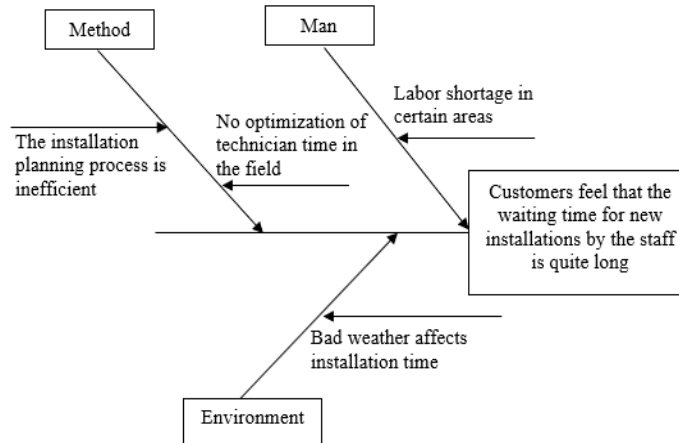 Method
Man
Labor shortage in
certain areas
No optimization of
technician time in
the field
The installation
planning process is
inefficient
Customers feel that the
waiting time for new
installations by the staff
is quite long
Bad weather affects
installation time
Environment